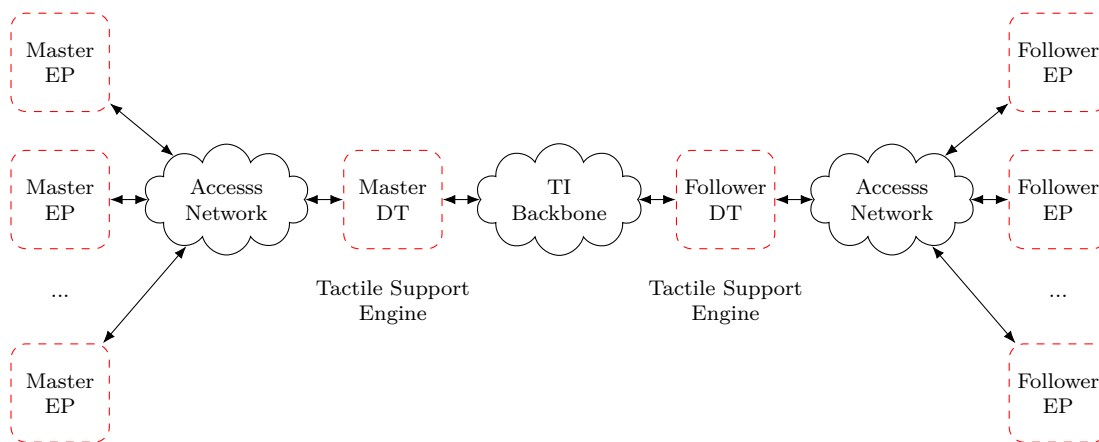 Master
EP
Master
EP
...
Master
EP
Accesss
Network
Master
DT
Tactile Support
Engine
TI
Backbone
Follower
DT
Tactile Support
Engine
Accesss
Network
Follower
EP
Follower
EP
...
Follower
EP